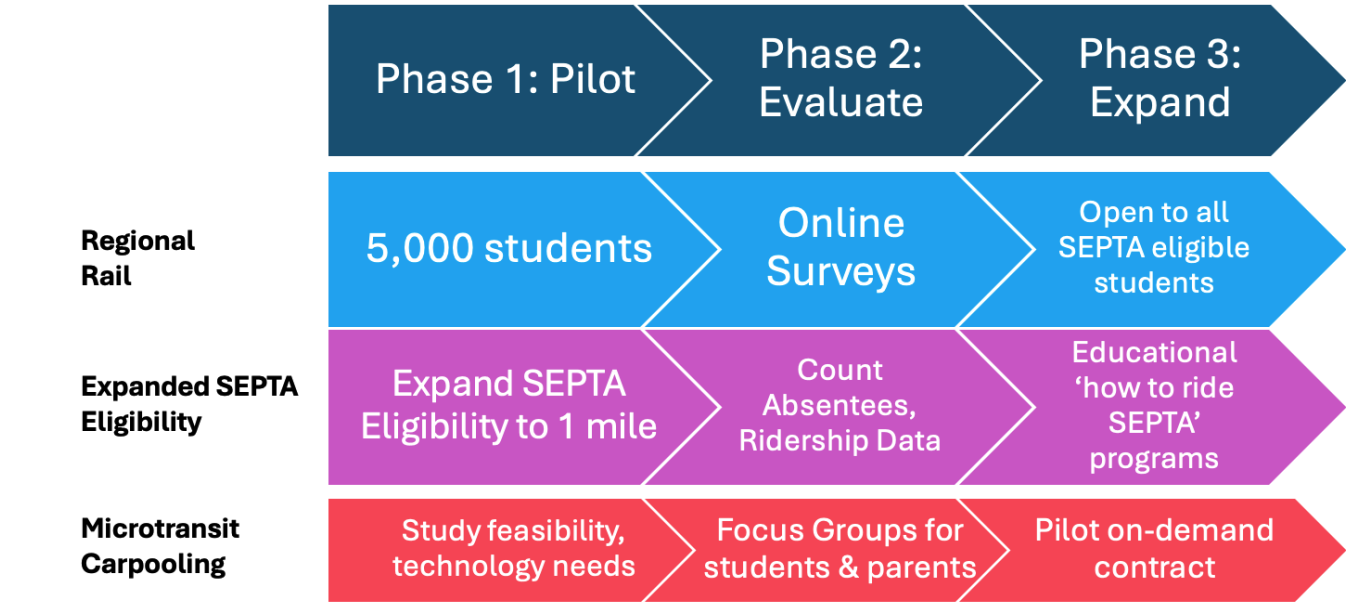 Phase 1: Pilot
Phase 2:
Evaluate
Phase 3:
Expand
Regional
Rail
5,000 students
Online
Surveys
Open to all
SEPTA eligible
students
Expanded SEPTA
Eligibility
Expand SEPTA
Eligibility to 1 mile
Count
Absentees,
Ridership Data
Educational
‘how to ride
SEPTA’
programs
Microtransit
Carpooling
Study feasibility,
technology needs
Focus Groups for
students & parents
Pilot on-demand
contract